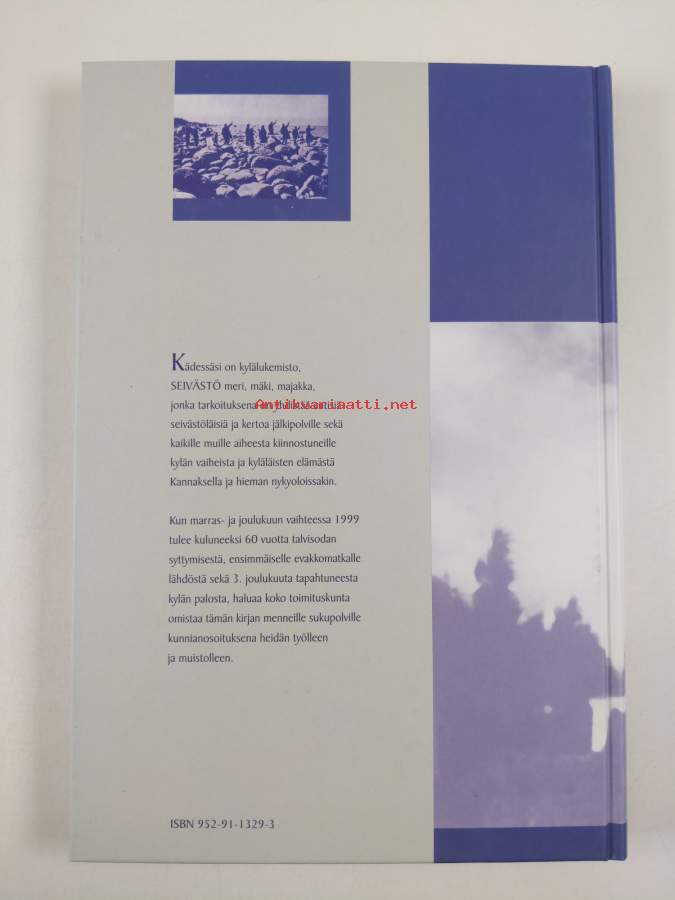 Kädessäsi on kylälukemisto,
SEIVÄSTÖ meri, mäki, majakka,
Antikvariaatti.net
jonka tarkoituksena on
seivästöläisiä ja kertoa jälkipolville sekä
kaikille muille aiheesta kiinnostuneille
kylän vaiheista ja kyläläisten elämästä
Kannaksella ja hieman nykyoloissakin.
Kun marras- ja joulukuun vaihteessa 1999
tulee kuluneeksi 60 vuotta talvisodan
syttymisestä, ensimmäiselle evakkomatkalle
lähdöstä sekä 3. joulukuuta tapahtuneesta
kylän palosta, haluaa koko toimituskunta
omistaa tämän kirjan menneille sukupolville
kunnianosoituksena heidän työlleen
ja muistolleen.
ISBN 952-91-1329-3